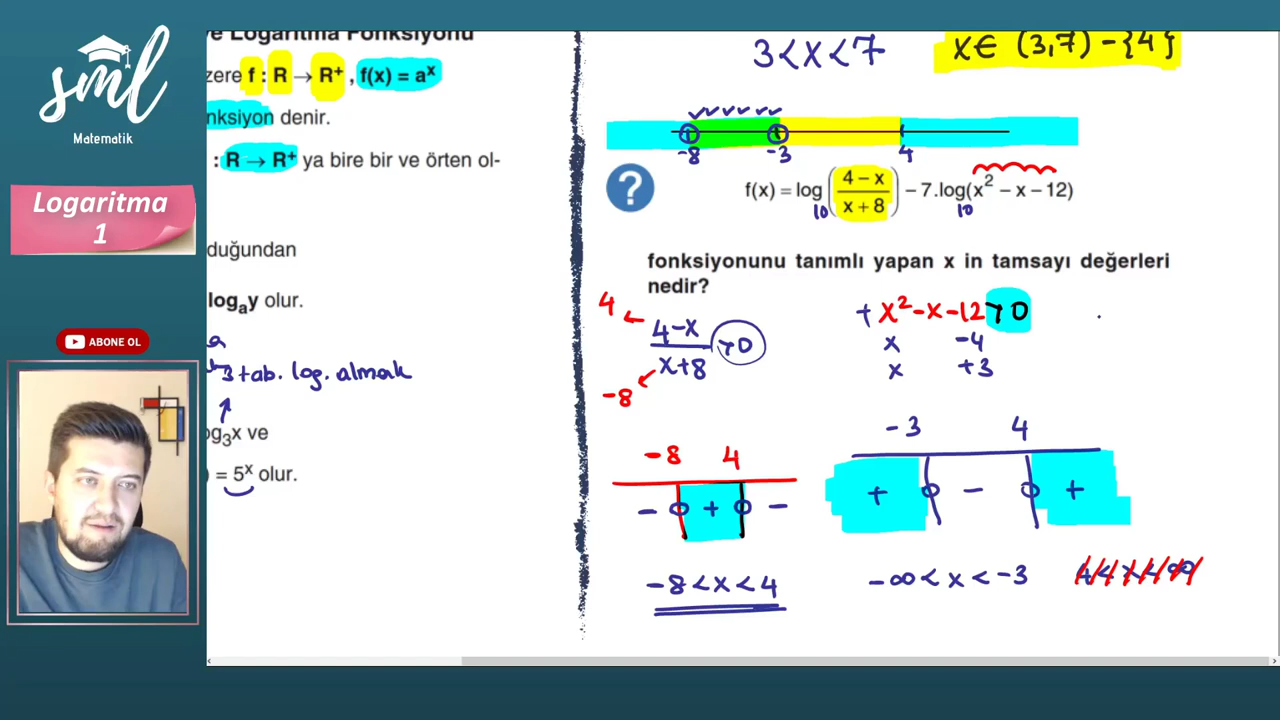 sml
Matematik
Logaritma
1
ABONE OL
ve Logaritma Fonksiyonu
zere f : R → R⁺ , f(x) = aˣ
nksiyon denir.
: R → R⁺ ya bire bir ve örten ol-
duğundan
logₐy olur.
a
3 tab. log. almak
og₃x ve
) = 5ˣ olur.
3<x<7
x∈ (3,7) - {4}
-8 -3 4
?
f(x) = log₁₀((4 – x)/(x + 8)) – 7.log₁₀(x² – x – 12)
fonksiyonunu tanımlı yapan x in tamsayı değerleri
nedir?
4 ← (4-x)/(x+8) >0
-8
+ x²-x-12 >0
x -4
x +3
-8 4
- + -
-8<x<4
-3 4
+ - +
-∞ < x < -3
4<x<∞